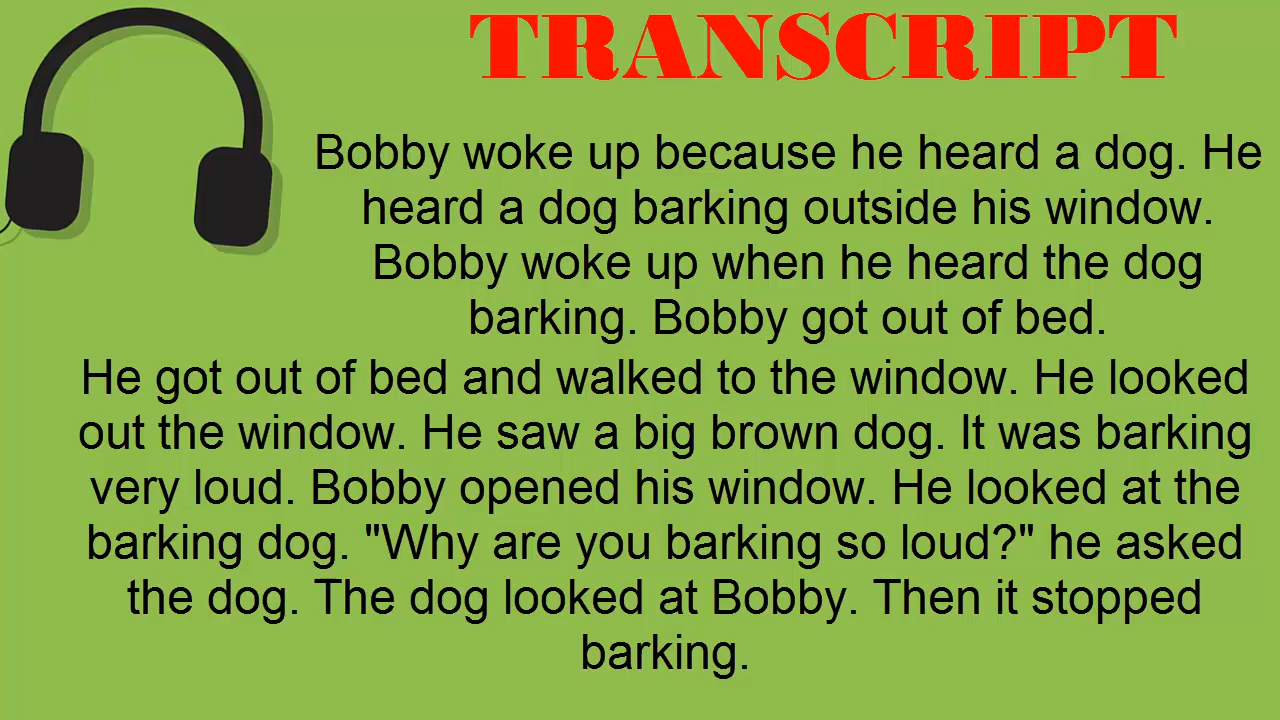 TRANSCRIPT
Bobby woke up because he heard a dog. He
heard a dog barking outside his window.
Bobby woke up when he heard the dog
barking. Bobby got out of bed.
He got out of bed and walked to the window. He looked
out the window. He saw a big brown dog. It was barking
very loud. Bobby opened his window. He looked at the
barking dog. "Why are you barking so loud?" he asked
the dog. The dog looked at Bobby. Then it stopped
barking.